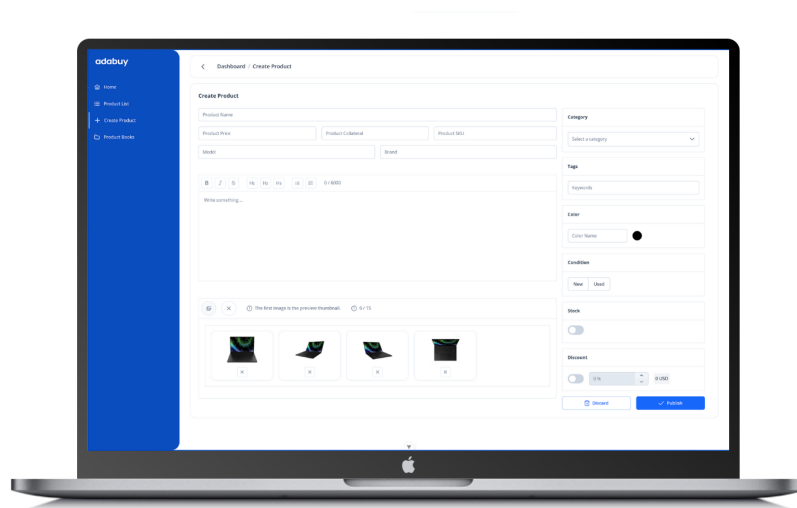 adabuy
Home
Product List
Create Product
Product Books
Dashboard / Create Product
Create Product
Product Name
Product Price
Product Collateral
Product SKU
Model
Brand
B I S H₁ H₂ H₃ 0 / 6000
Write something ...
The first image is the preview thumbnail.
/ 15
Category
Select a category
Tags
Keywords
Color
Color Name
Condition
New
Used
Stock
Discount
0 %
0 USD
Discard
Publish